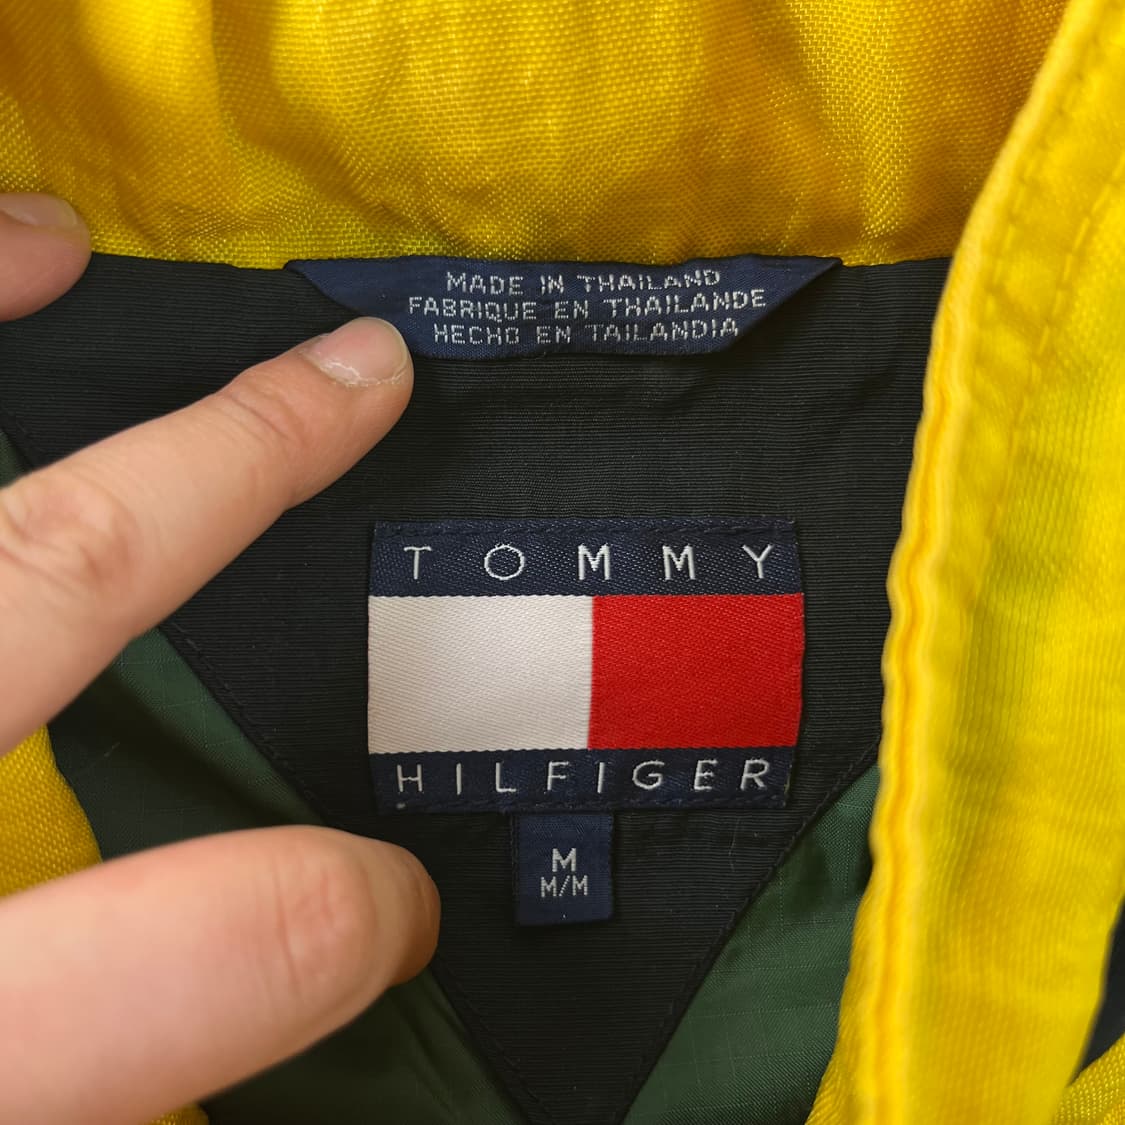 MADE IN THAILAND
FABRIQUE EN THAILANDE
HECHO EN TAILANDIA
TOMMY
HILFIGER
M
M/M